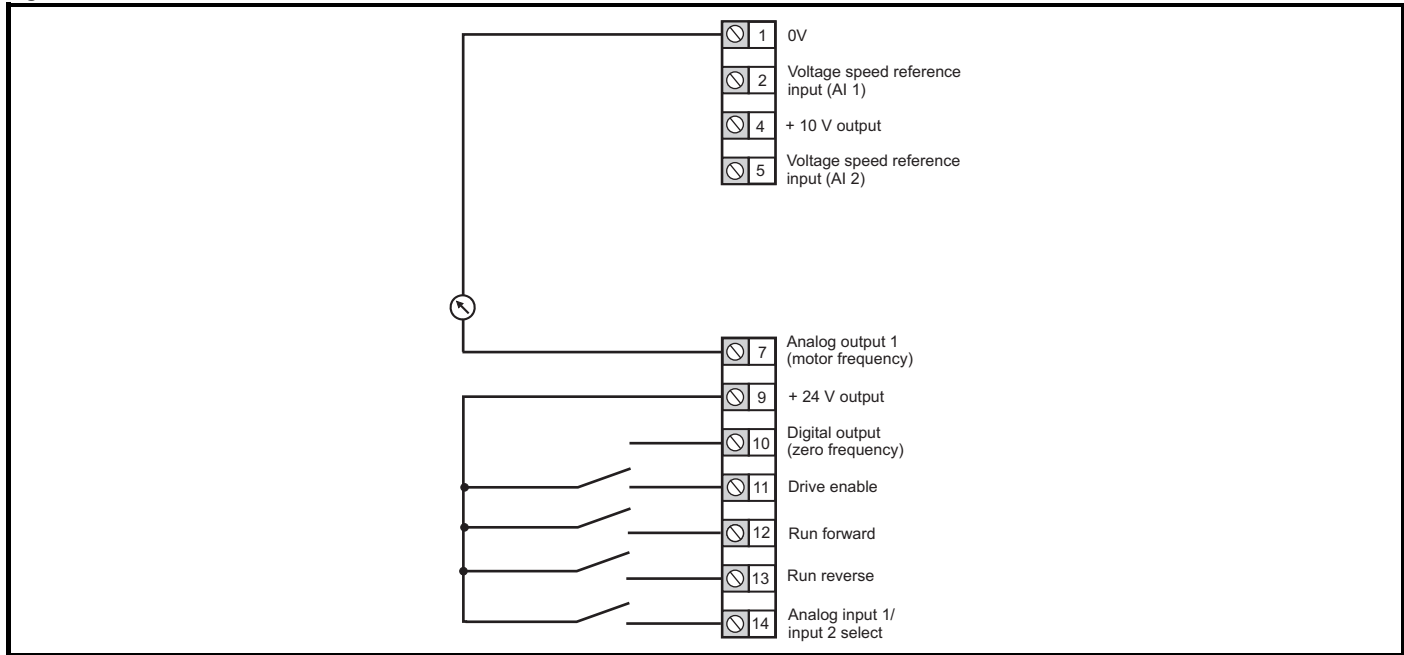 1 0V
2 Voltage speed reference
input (AI 1)
4 + 10 V output
5 Voltage speed reference
input (AI 2)
7 Analog output 1
(motor frequency)
9 + 24 V output
10 Digital output
(zero frequency)
11 Drive enable
12 Run forward
13 Run reverse
14 Analog input 1/
input 2 select